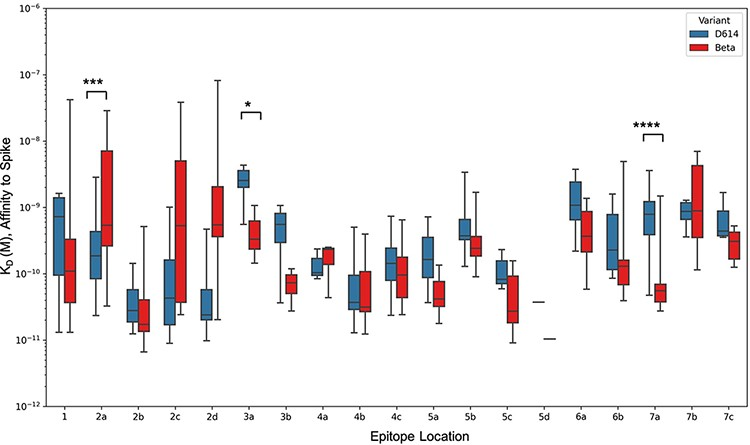 10⁻⁶
10⁻⁷
10⁻⁸
10⁻⁹
10⁻¹⁰
10⁻¹¹
10⁻¹²
K_D (M), Affinity to Spike
Variant
D614
Beta
***
*
****
1 2a 2b 2c 2d 3a 3b 4a 4b 4c 5a 5b 5c 5d 6a 6b 7a 7b 7c
Epitope Location